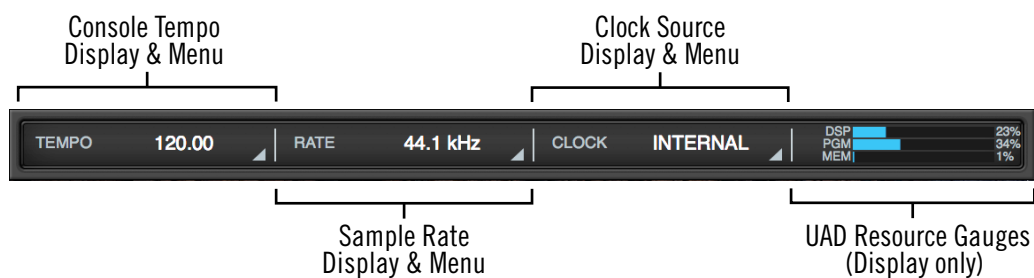 Console Tempo
Display & Menu
Clock Source
Display & Menu
TEMPO 120.00 RATE 44.1 kHz CLOCK INTERNAL
DSP 23%
PGM 34%
MEM 1%
Sample Rate
Display & Menu
UAD Resource Gauges
(Display only)